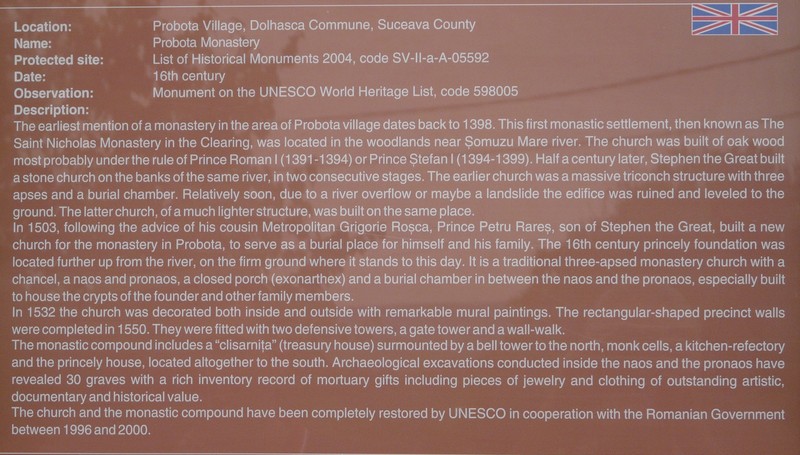 Location: Probota Village, Dolhasca Commune, Suceava County
Name: Probota Monastery
Protected site: List of Historical Monuments 2004, code SV-II-a-A-05592
Date: 16th century
Observation: Monument on the UNESCO World Heritage List, code 598005
Description:
The earliest mention of a monastery in the area of Probota village dates back to 1398. This first monastic settlement, then known as The
Saint Nicholas Monastery in the Clearing, was located in the woodlands near Șomuzu Mare river. The church was built of oak wood
most probably under the rule of Prince Roman I (1391-1394) or Prince Ștefan I (1394-1399). Half a century later, Stephen the Great built
a stone church on the banks of the same river, in two consecutive stages. The earlier church was a massive triconch structure with three
apses and a burial chamber. Relatively soon, due to a river overflow or maybe a landslide the edifice was ruined and leveled to the
ground. The latter church, of a much lighter structure, was built on the same place.
In 1503, following the advice of his cousin Metropolitan Grigorie Roșca, Prince Petru Rareș, son of Stephen the Great, built a new
church for the monastery in Probota, to serve as a burial place for himself and his family. The 16th century princely foundation was
located further up from the river, on the firm ground where it stands to this day. It is a traditional three-apsed monastery church with a
chancel, a naos and pronaos, a closed porch (exonarthex) and a burial chamber in between the naos and the pronaos, especially built
to house the crypts of the founder and other family members.
In 1532 the church was decorated both inside and outside with remarkable mural paintings. The rectangular-shaped precinct walls
were completed in 1550. They were fitted with two defensive towers, a gate tower and a wall-walk.
The monastic compound includes a "clisarnița" (treasury house) surmounted by a bell tower to the north, monk cells, a kitchen-refectory
and the princely house, located altogether to the south. Archaeological excavations conducted inside the naos and the pronaos have
revealed 30 graves with a rich inventory record of mortuary gifts including pieces of jewelry and clothing of outstanding artistic,
documentary and historical value.
The church and the monastic compound have been completely restored by UNESCO in cooperation with the Romanian Government
between 1996 and 2000.